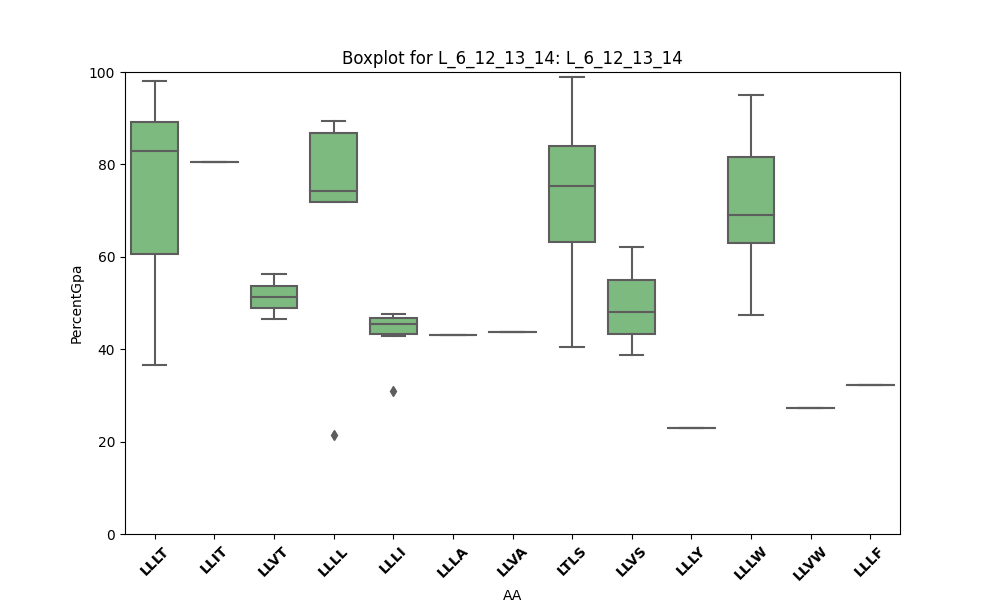 Boxplot for L_6_12_13_14: L_6_12_13_14
PercentGpa
100
80
60
40
20
0
LLLT LLIT LLVT LLLL LLLI LLLA LLVA LTLS LLVS LLLY LLLW LLVW LLLF
AA